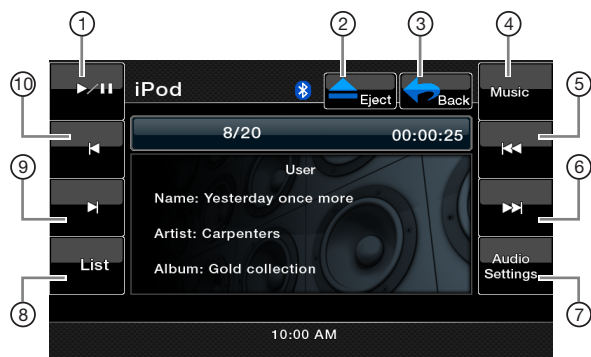 1
2
3
4
10
iPod
Eject
Back
Music
5
8/20
00:00:25
User
9
Name: Yesterday once more
6
Artist: Carpenters
List
Album: Gold collection
Audio
Settings
8
7
10:00 AM